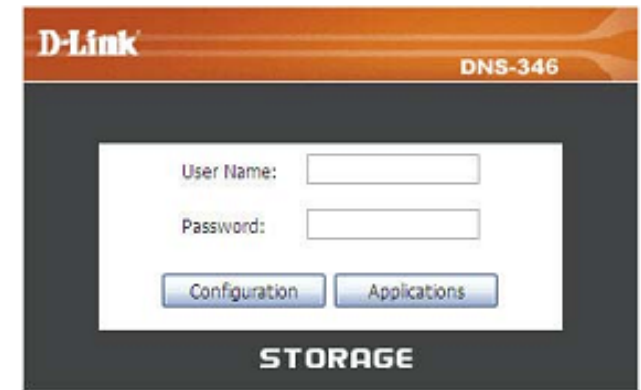 D-Link
DNS-346
User Name:
Password:
Configuration Applications
STORAGE